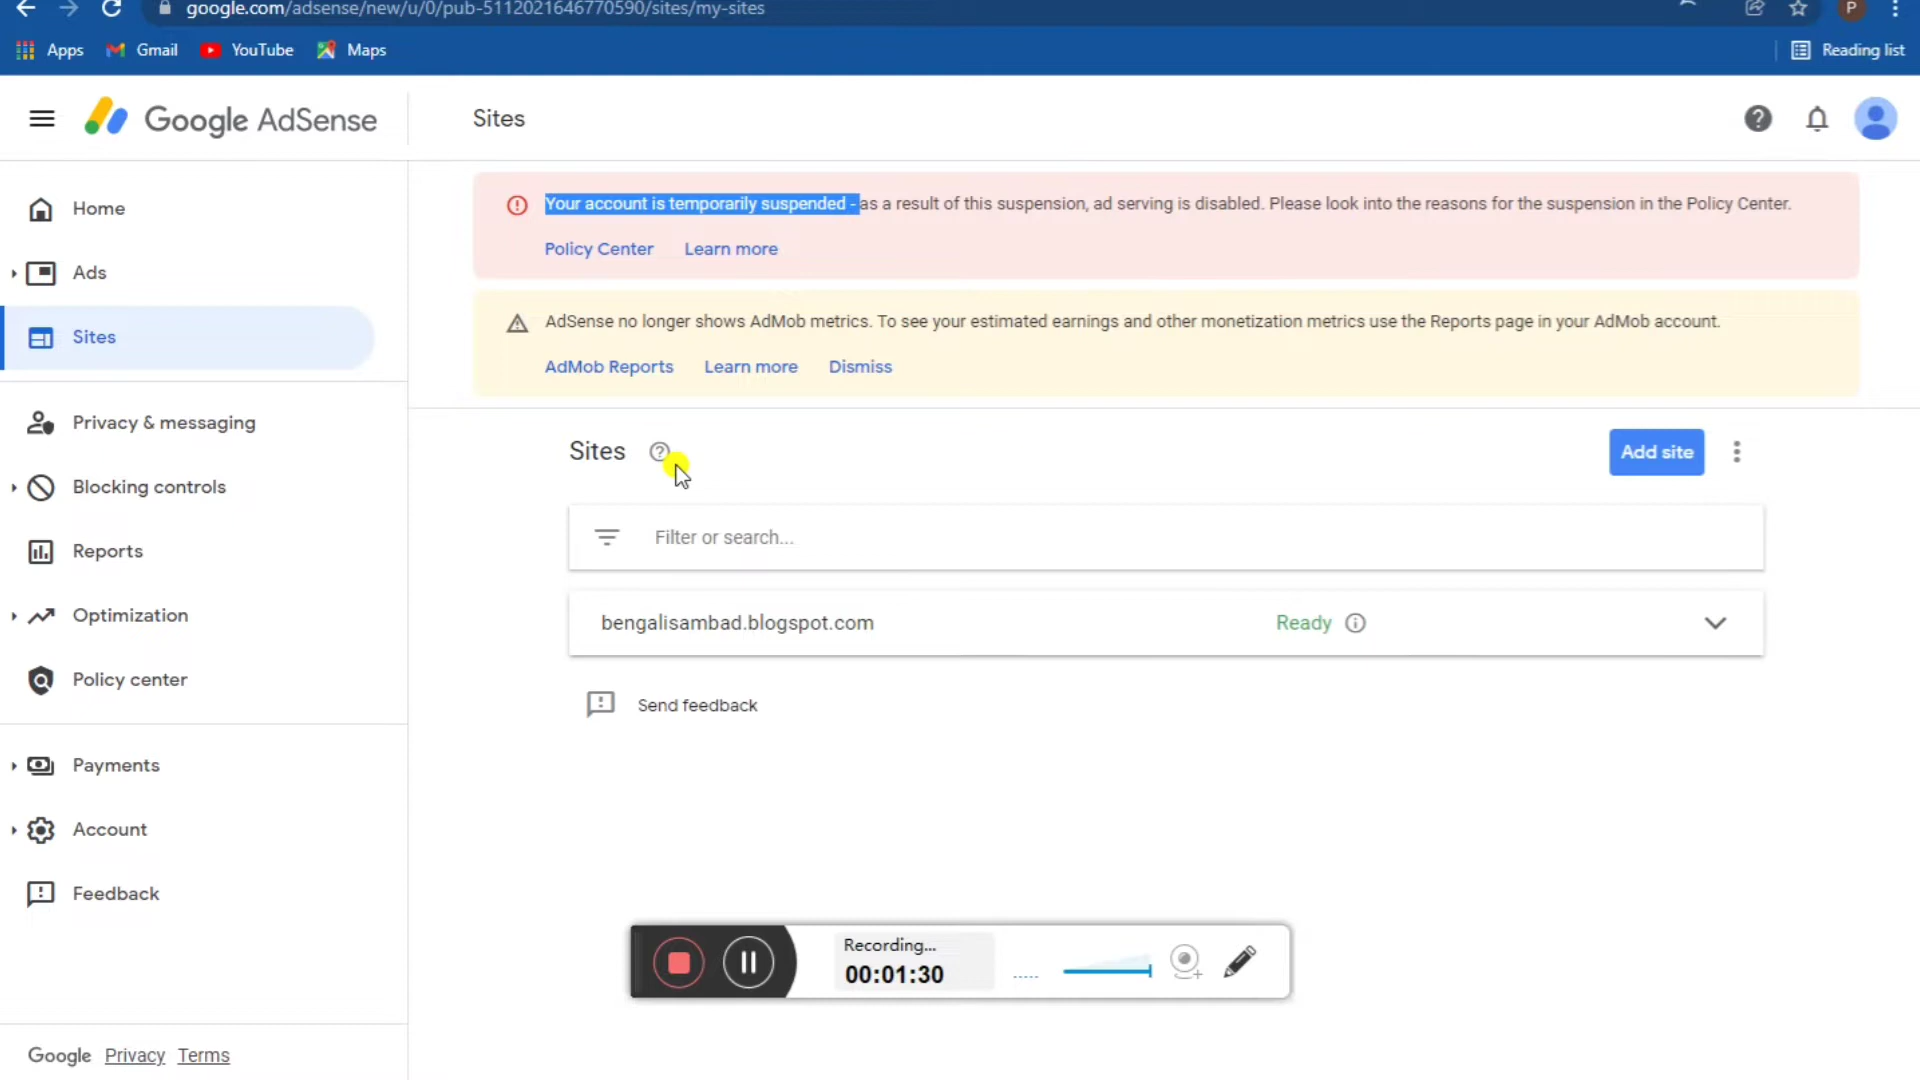 google.com/adsense/new/u/0/pub-5112021646770590/sites/my-sites
P
Apps
Gmail
YouTube
Maps
Reading list
Google AdSense
Sites
Home
Ads
Sites
Privacy & messaging
Blocking controls
Reports
Optimization
Policy center
Payments
Account
Feedback
Google Privacy Terms
Your account is temporarily suspended - as a result of this suspension, ad serving is disabled. Please look into the reasons for the suspension in the Policy Center.
Policy Center Learn more
AdSense no longer shows AdMob metrics. To see your estimated earnings and other monetization metrics use the Reports page in your AdMob account.
AdMob Reports Learn more Dismiss
Sites
Add site
Filter or search...
bengalisambad.blogspot.com Ready
Send feedback
Recording...
00:01:30